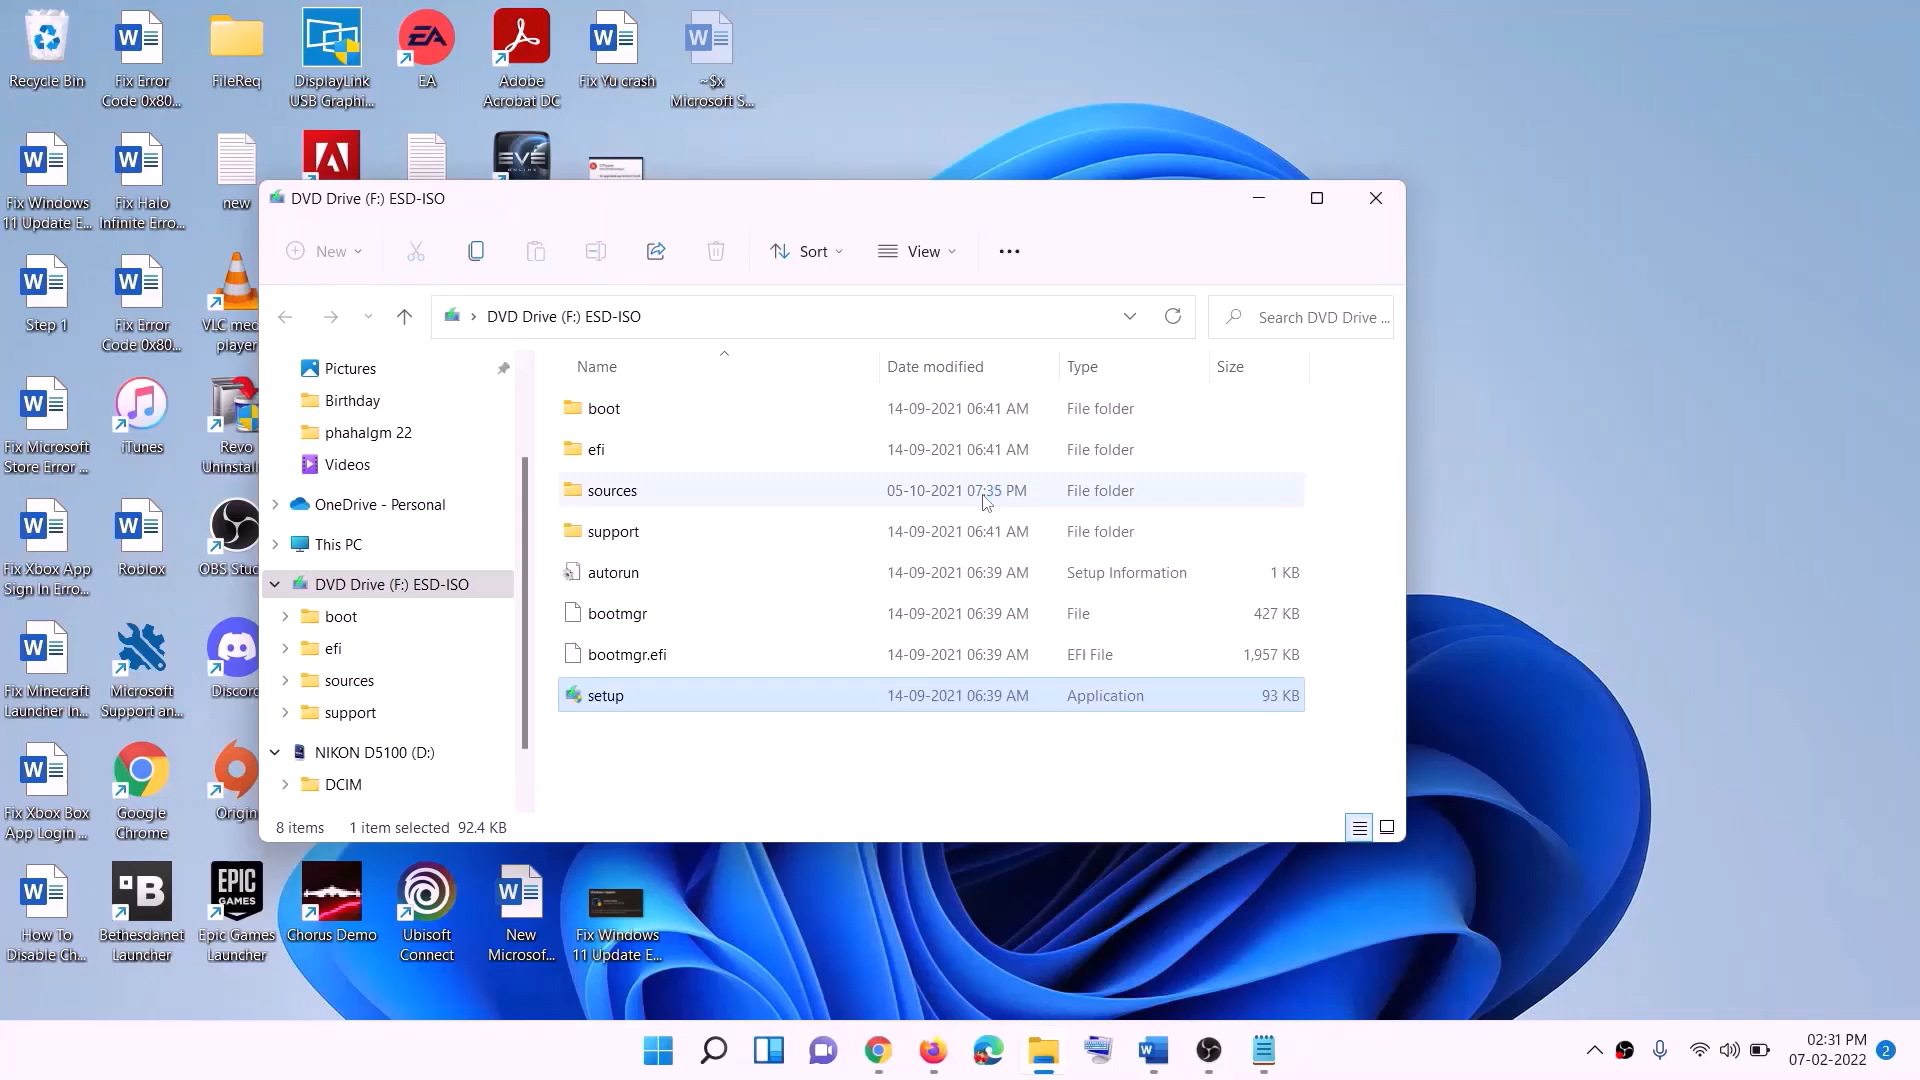 Recycle Bin
Fix Error
Code 0x80...
FileReq
DisplayLink
USB Graphi...
EA
EA
Adobe
Acrobat DC
Fix Yu crash
~$x
Microsoft S...
Fix Windows
11 Update E...
Fix Halo
Infinite Erro...
new
EVE
ONLINE
Step 1
Fix Error
Code 0x80...
VLC med
player
Fix Microsoft
Store Error ...
iTunes
Revo
Uninstall
Fix Xbox App
Sign In Erro...
Roblox
OBS Stud
Fix Minecraft
Launcher In...
Microsoft
Support an...
Discord
Fix Xbox Box
App Login ...
Google
Chrome
Origin
How To
Disable Ch...
B
Bethesda.net
Launcher
EPIC
GAMES
Epic Games
Launcher
Chorus Demo
Ubisoft
Connect
New
Microsof...
Fix Windows
11 Update E...
DVD Drive (F:) ESD-ISO
New
Sort
View
DVD Drive (F:) ESD-ISO
Search DVD Drive ...
Pictures
Birthday
phahalgm 22
Videos
OneDrive - Personal
This PC
DVD Drive (F:) ESD-ISO
boot
efi
sources
support
NIKON D5100 (D:)
DCIM
Name Date modified Type Size
boot 14-09-2021 06:41 AM File folder
efi 14-09-2021 06:41 AM File folder
sources 05-10-2021 07:35 PM File folder
support 14-09-2021 06:41 AM File folder
autorun 14-09-2021 06:39 AM Setup Information 1 KB
bootmgr 14-09-2021 06:39 AM File 427 KB
bootmgr.efi 14-09-2021 06:39 AM EFI File 1,957 KB
setup 14-09-2021 06:39 AM Application 93 KB
8 items 1 item selected 92.4 KB
02:31 PM
07-02-2022
2